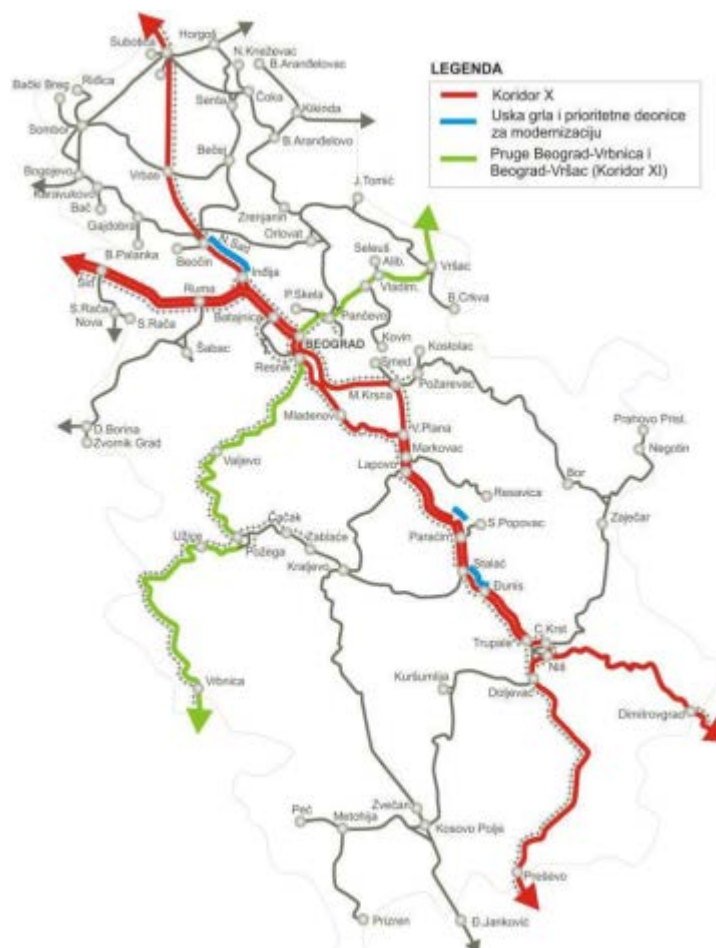 LEGENDA
Koridor X
Uska grla i prioritetne deonice
za modernizaciju
Pruge Beograd-Vrbnica i
Beograd-Vršac (Koridor XI)
Subotica
Horgoš
N.Kneževac
B.Aranđelovac
Bački Breg
Riđica
Senta
Čoka
Kikinda
Sombor
B.Aranđelovo
Bečej
Vrbas
Bogojevo
Karavukovo
Bač
Gajdobra
J.Tomić
Zrenjanin
Orlovat
N.Sad
Beočin
B.Palanka
Inđija
Seleuš
Alib.
Vladim.
Vršac
B.Crkva
Šid
Ruma
S.Rača
Nova
S.Rača
Batajnica
P.Skela
Pančevo
Kovin
BEOGRAD
Šabac
Resnik
Smed.
Kostolac
Požarevac
M.Krsna
Mladenovo
V.Plana
Markovac
Lapovo
D.Borina
Zvornik Grad
Prahovo Prist.
Negotin
Bor
Zaječar
Valjevo
Resavica
S.Popovac
Paraćin
Čačak
Zablaće
Užice
Požega
Kraljevo
Stalać
Đunis
C.Krst
Trupale
Niš
Kuršumlija
Doljevac
Dimitrovgrad
Vrbnica
Zvečan
Peć
Metohija
Kosovo Polje
Preševo
Prizren
Đ.Janković